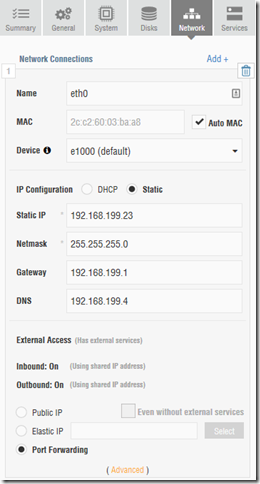 Summary General System Disks Network Services
Network Connections Add +
1
Name eth0
MAC 2c:c2:60:03:ba:a8 Auto MAC
Device e1000 (default)
IP Configuration DHCP Static
Static IP * 192.168.199.23
Netmask * 255.255.255.0
Gateway 192.168.199.1
DNS 192.168.199.4
External Access (Has external services)
Inbound: On (Using shared IP address)
Outbound: On (Using shared IP address)
Public IP Even without external services
Elastic IP Select
Port Forwarding
( Advanced )